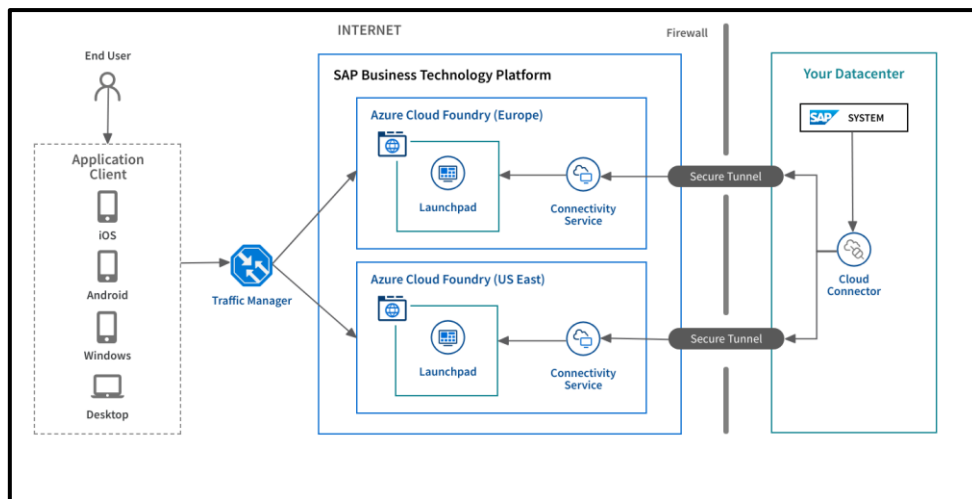 INTERNET
Firewall
End User
SAP Business Technology Platform
Your Datacenter
Azure Cloud Foundry (Europe)
SAP SYSTEM
Application
Client
Launchpad
Connectivity
Service
Secure Tunnel
iOS
Android
Traffic Manager
Azure Cloud Foundry (US East)
Cloud
Connector
Windows
Launchpad
Connectivity
Service
Secure Tunnel
Desktop